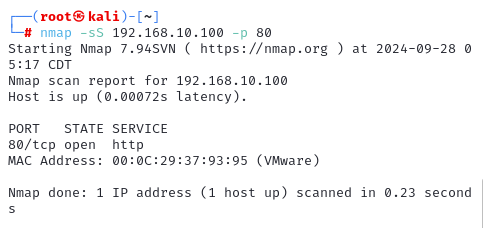 ┌──(root㉿kali)-[~]
└─# nmap -sS 192.168.10.100 -p 80
Starting Nmap 7.94SVN ( https://nmap.org ) at 2024-09-28 0
5:17 CDT
Nmap scan report for 192.168.10.100
Host is up (0.00072s latency).

PORT   STATE SERVICE
80/tcp open  http
MAC Address: 00:0C:29:37:93:95 (VMware)

Nmap done: 1 IP address (1 host up) scanned in 0.23 second
s